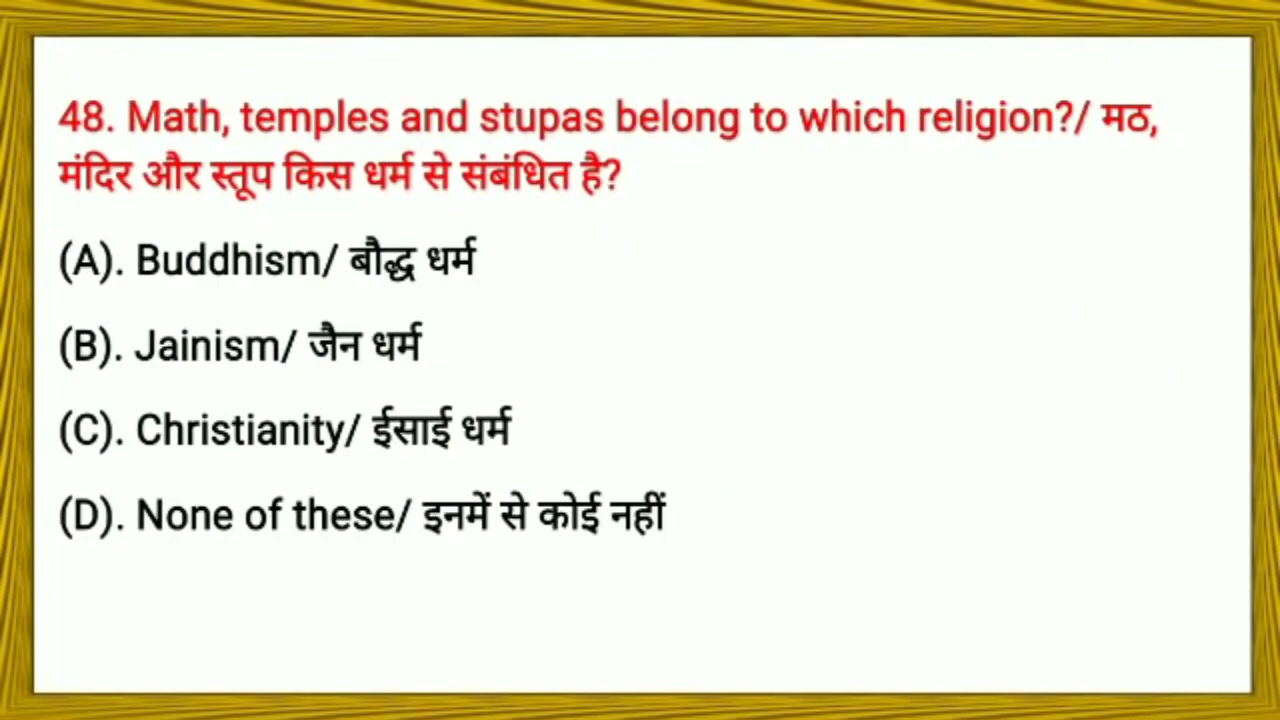 48. Math, temples and stupas belong to which religion?/ मठ,
मंदिर और स्तूप किस धर्म से संबंधित है?
(A). Buddhism/ बौद्ध धर्म
(B). Jainism/ जैन धर्म
(C). Christianity/ ईसाई धर्म
(D). None of these/ इनमें से कोई नहीं